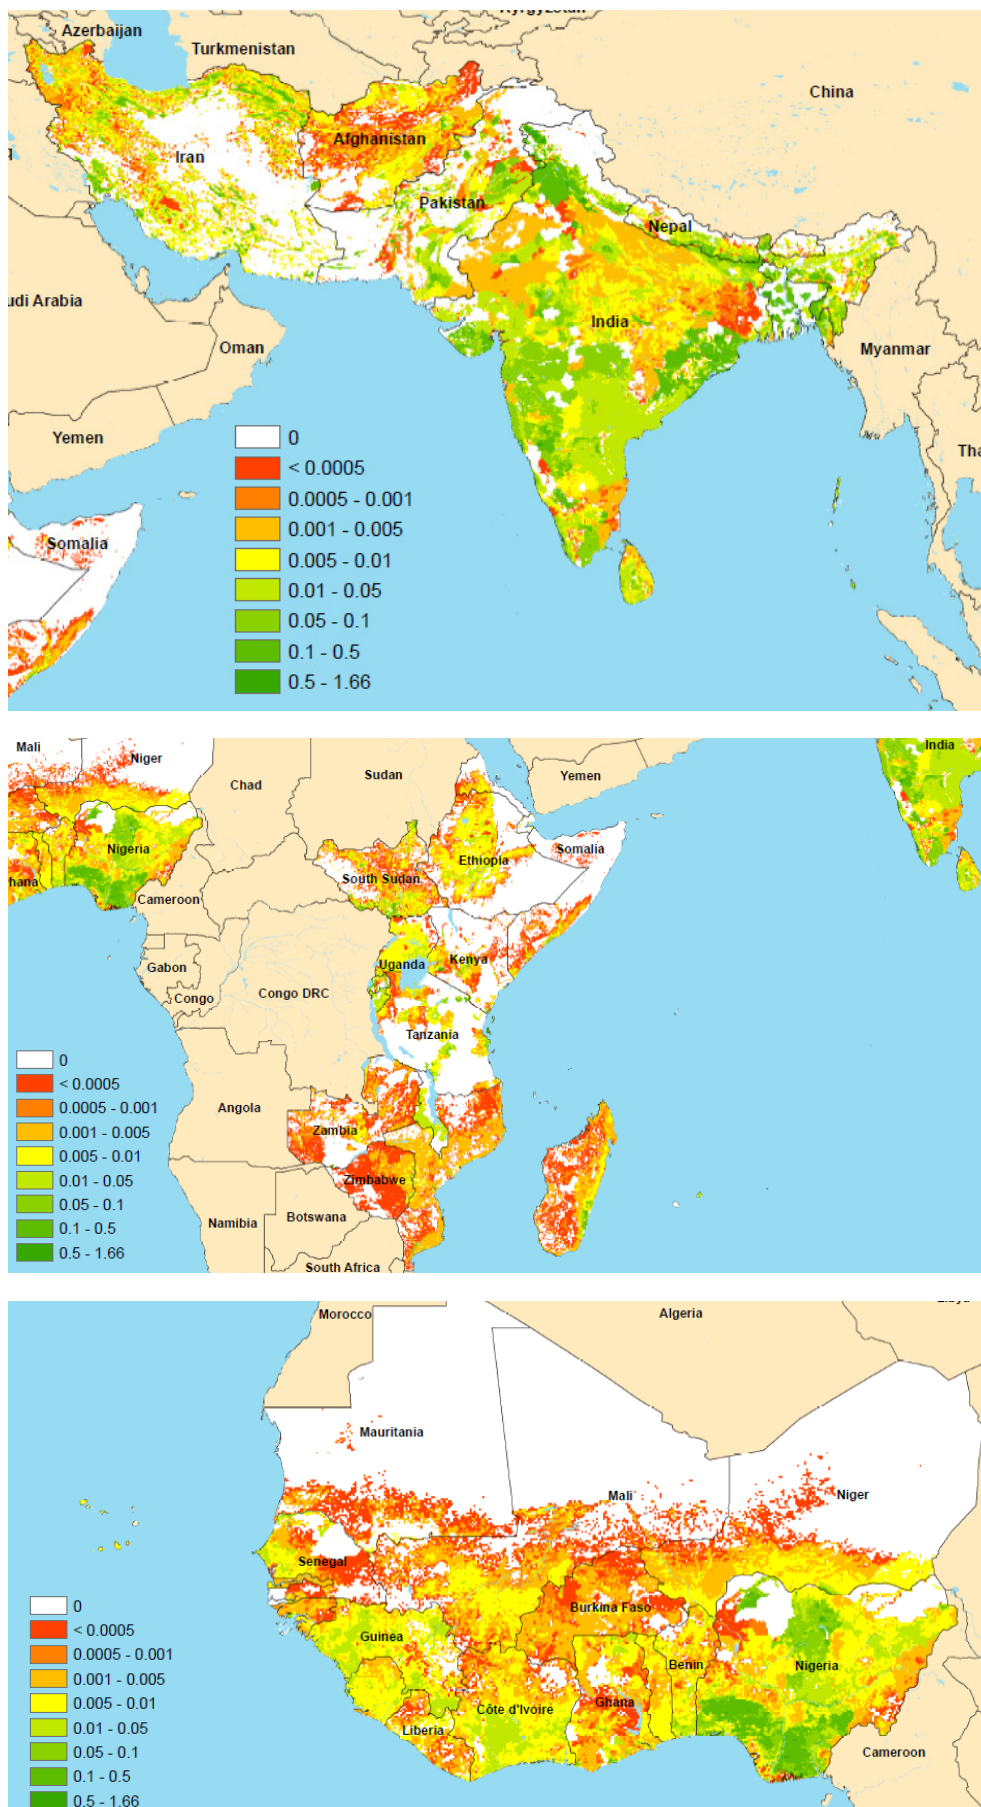 Kyrgyzstan
Azerbaijan
Turkmenistan
China
Afghanistan
Iran
Pakistan
Nepal
udi Arabia
India
Oman
Myanmar
Yemen
Tha
Somalia
0
< 0.0005
0.0005 - 0.001
0.001 - 0.005
0.005 - 0.01
0.01 - 0.05
0.05 - 0.1
0.1 - 0.5
0.5 - 1.66
Mali
Niger
Chad
Sudan
Yemen
India
Nigeria
Ethiopia
Somalia
hana
South Sudan
Cameroon
Gabon
Uganda
Kenya
Congo
Congo DRC
Tanzania
Angola
Zambia
Zimbabwe
Namibia
Botswana
South Africa
0
< 0.0005
0.0005 - 0.001
0.001 - 0.005
0.005 - 0.01
0.01 - 0.05
0.05 - 0.1
0.1 - 0.5
0.5 - 1.66
Morocco
Algeria
Mauritania
Mali
Niger
Senegal
Burkina Faso
Guinea
Benin
Nigeria
Côte d'Ivoire
Ghana
Liberia
Cameroon
0
< 0.0005
0.0005 - 0.001
0.001 - 0.005
0.005 - 0.01
0.01 - 0.05
0.05 - 0.1
0.1 - 0.5
0.5 - 1.66